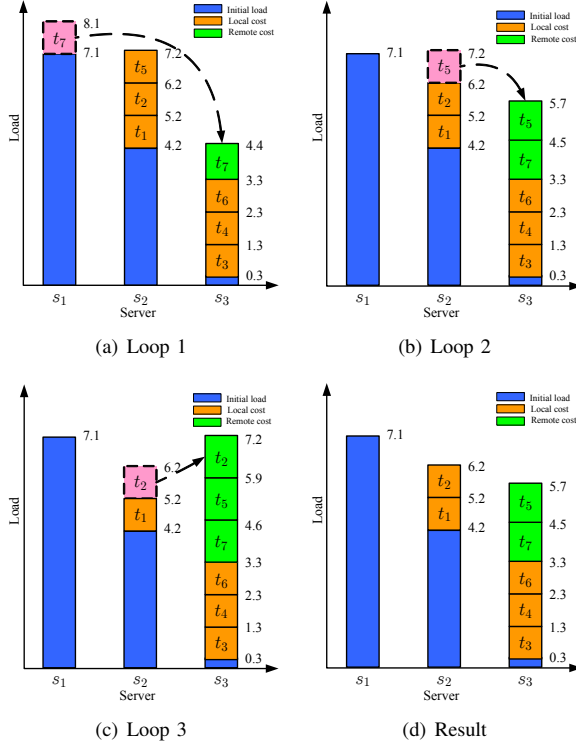 8.1
Initial load
Local cost
Remote cost
t7
7.1
7.2
t5
6.2
t2
5.2
t1
4.2
4.4
t7
3.3
t6
2.3
t4
1.3
t3
0.3
Load
s1 s2 s3
Server
(a) Loop 1
Initial load
Local cost
Remote cost
7.1
7.2
t5
6.2
t2
5.2
t1
4.2
5.7
t5
4.5
t7
3.3
t6
2.3
t4
1.3
t3
0.3
Load
s1 s2 s3
Server
(b) Loop 2
Initial load
Local cost
Remote cost
7.1
6.2
t2
5.2
t1
4.2
7.2
t2
5.9
t5
4.6
t7
3.3
t6
2.3
t4
1.3
t3
0.3
Load
s1 s2 s3
Server
(c) Loop 3
Initial load
Local cost
Remote cost
7.1
6.2
t2
5.2
t1
4.2
5.7
t5
4.5
t7
3.3
t6
2.3
t4
1.3
t3
0.3
Load
s1 s2 s3
Server
(d) Result